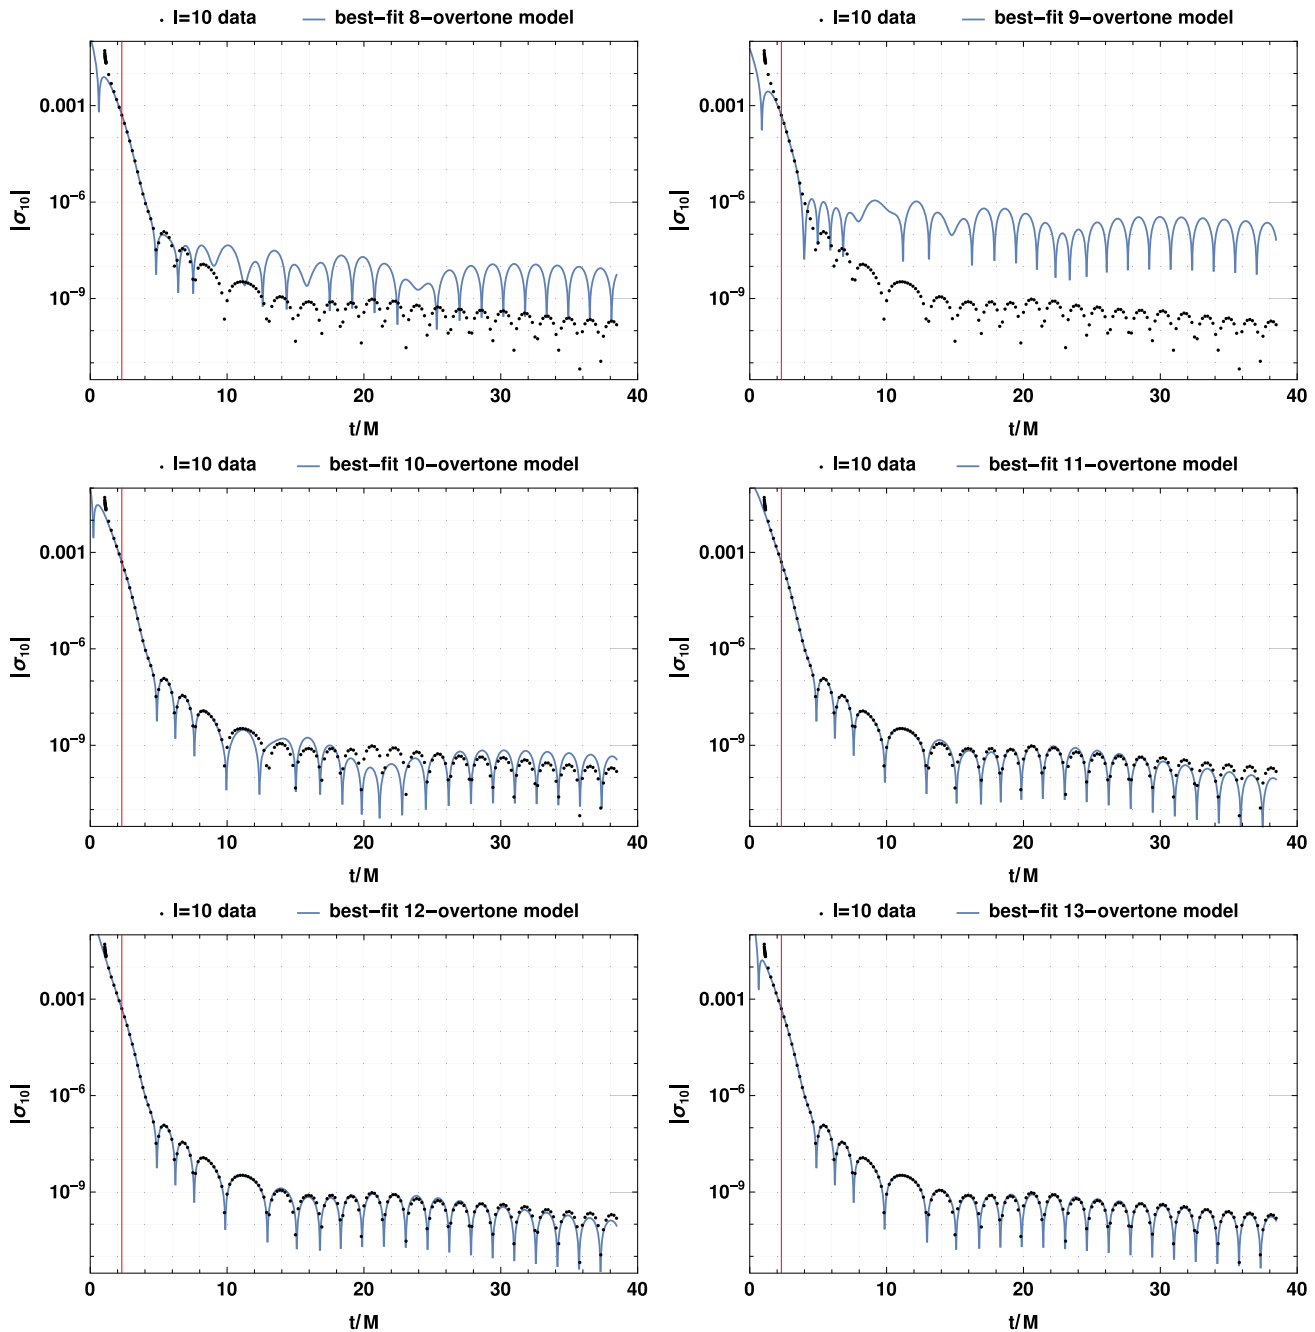 · l=10 data — best-fit 8-overtone model
0.001
10−6
10−9
|σ10|
0 10 20 30 40
t/M
· l=10 data — best-fit 9-overtone model
0.001
10−6
10−9
|σ10|
0 10 20 30 40
t/M
· l=10 data — best-fit 10-overtone model
0.001
10−6
10−9
|σ10|
0 10 20 30 40
t/M
· l=10 data — best-fit 11-overtone model
0.001
10−6
10−9
|σ10|
0 10 20 30 40
t/M
· l=10 data — best-fit 12-overtone model
0.001
10−6
10−9
|σ10|
0 10 20 30 40
t/M
· l=10 data — best-fit 13-overtone model
0.001
10−6
10−9
|σ10|
0 10 20 30 40
t/M